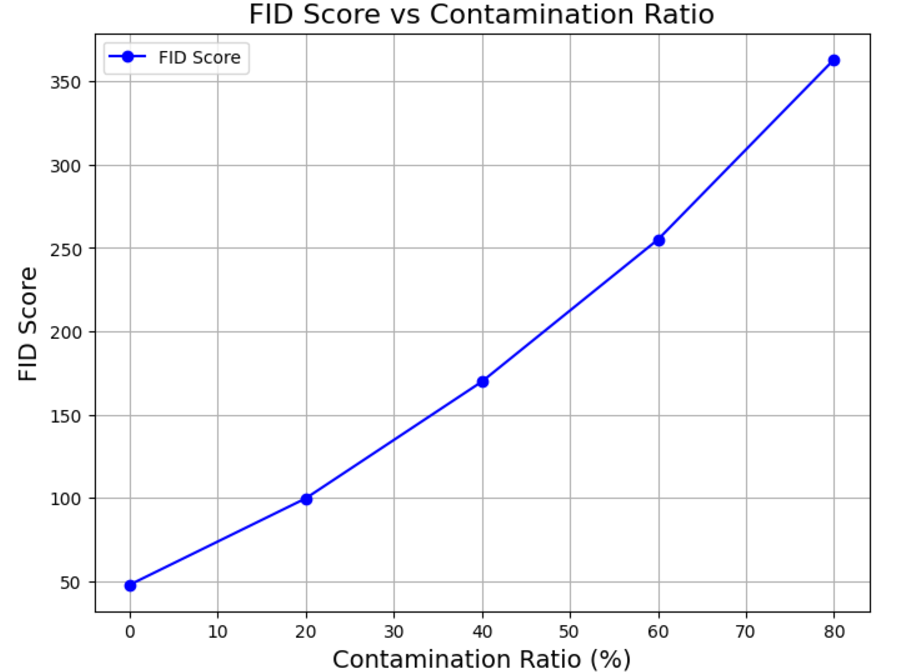 FID Score vs Contamination Ratio
FID Score
350
300
250
200
150
100
50
FID Score
0 10 20 30 40 50 60 70 80
Contamination Ratio (%)